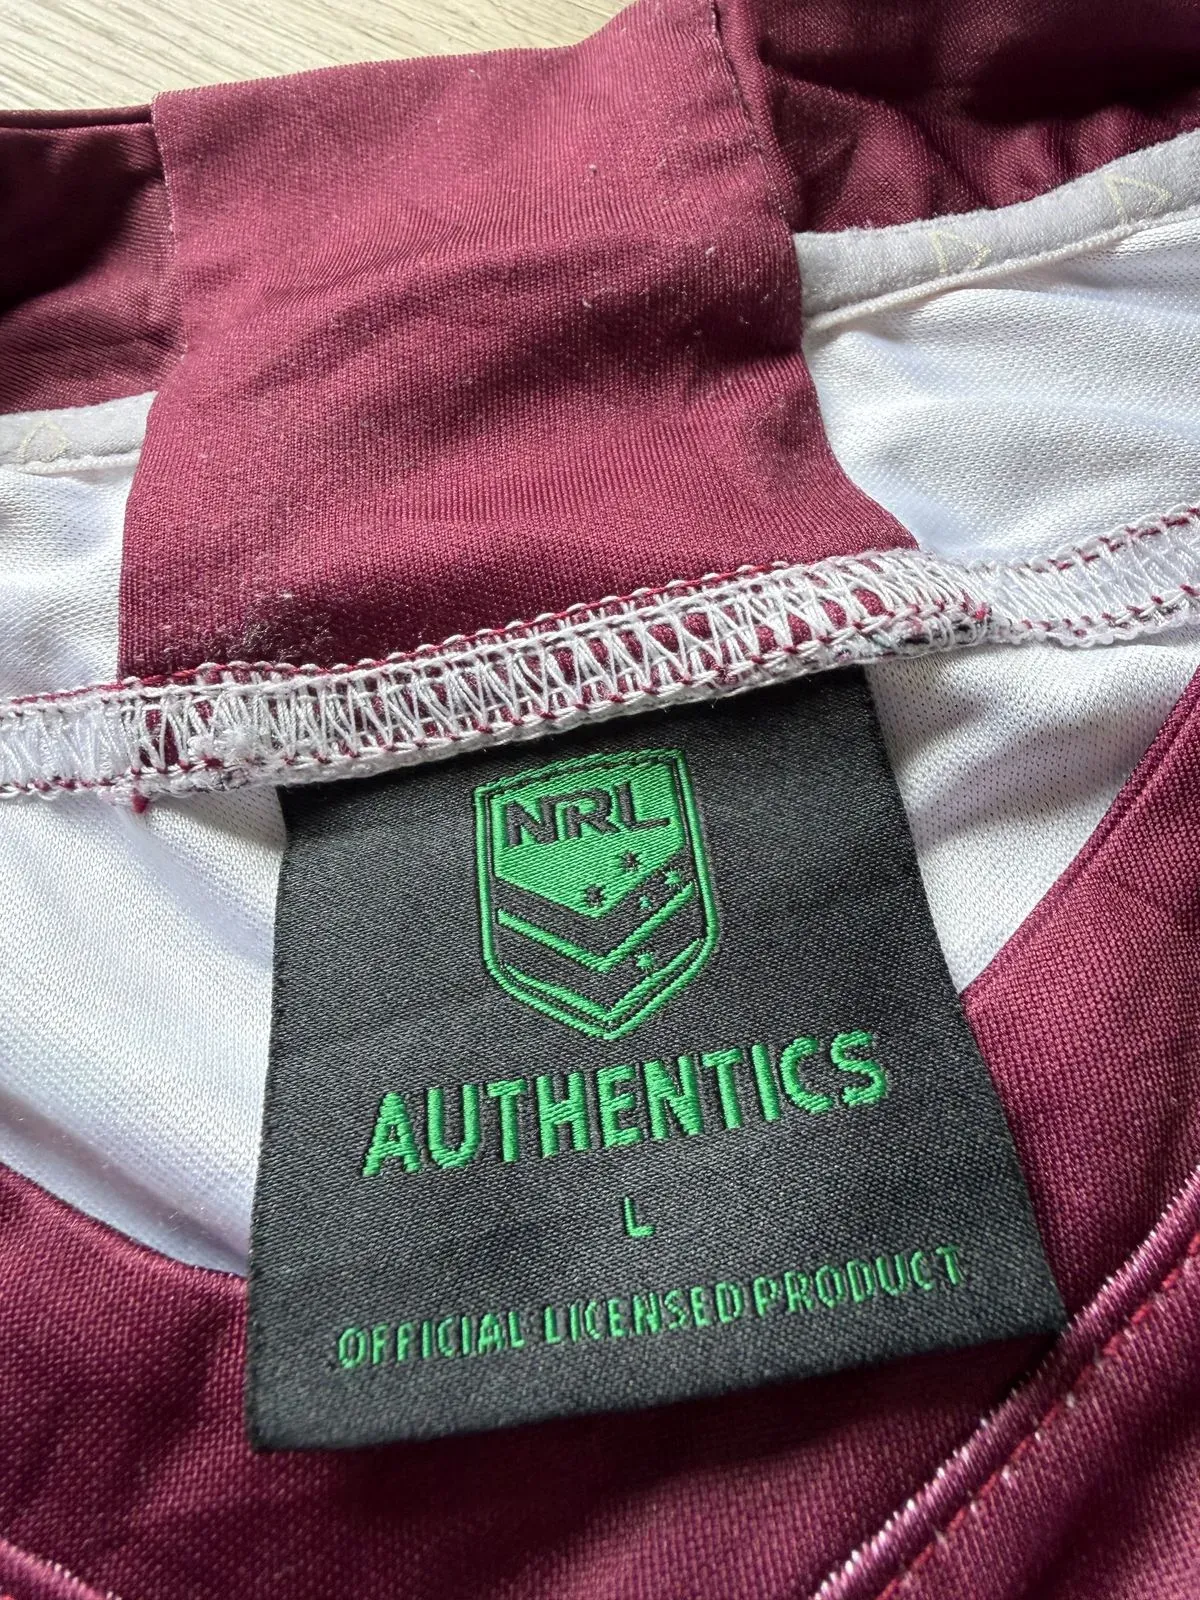 NRL
AUTHENTICS
L
OFFICIAL LICENSED PRODUCT